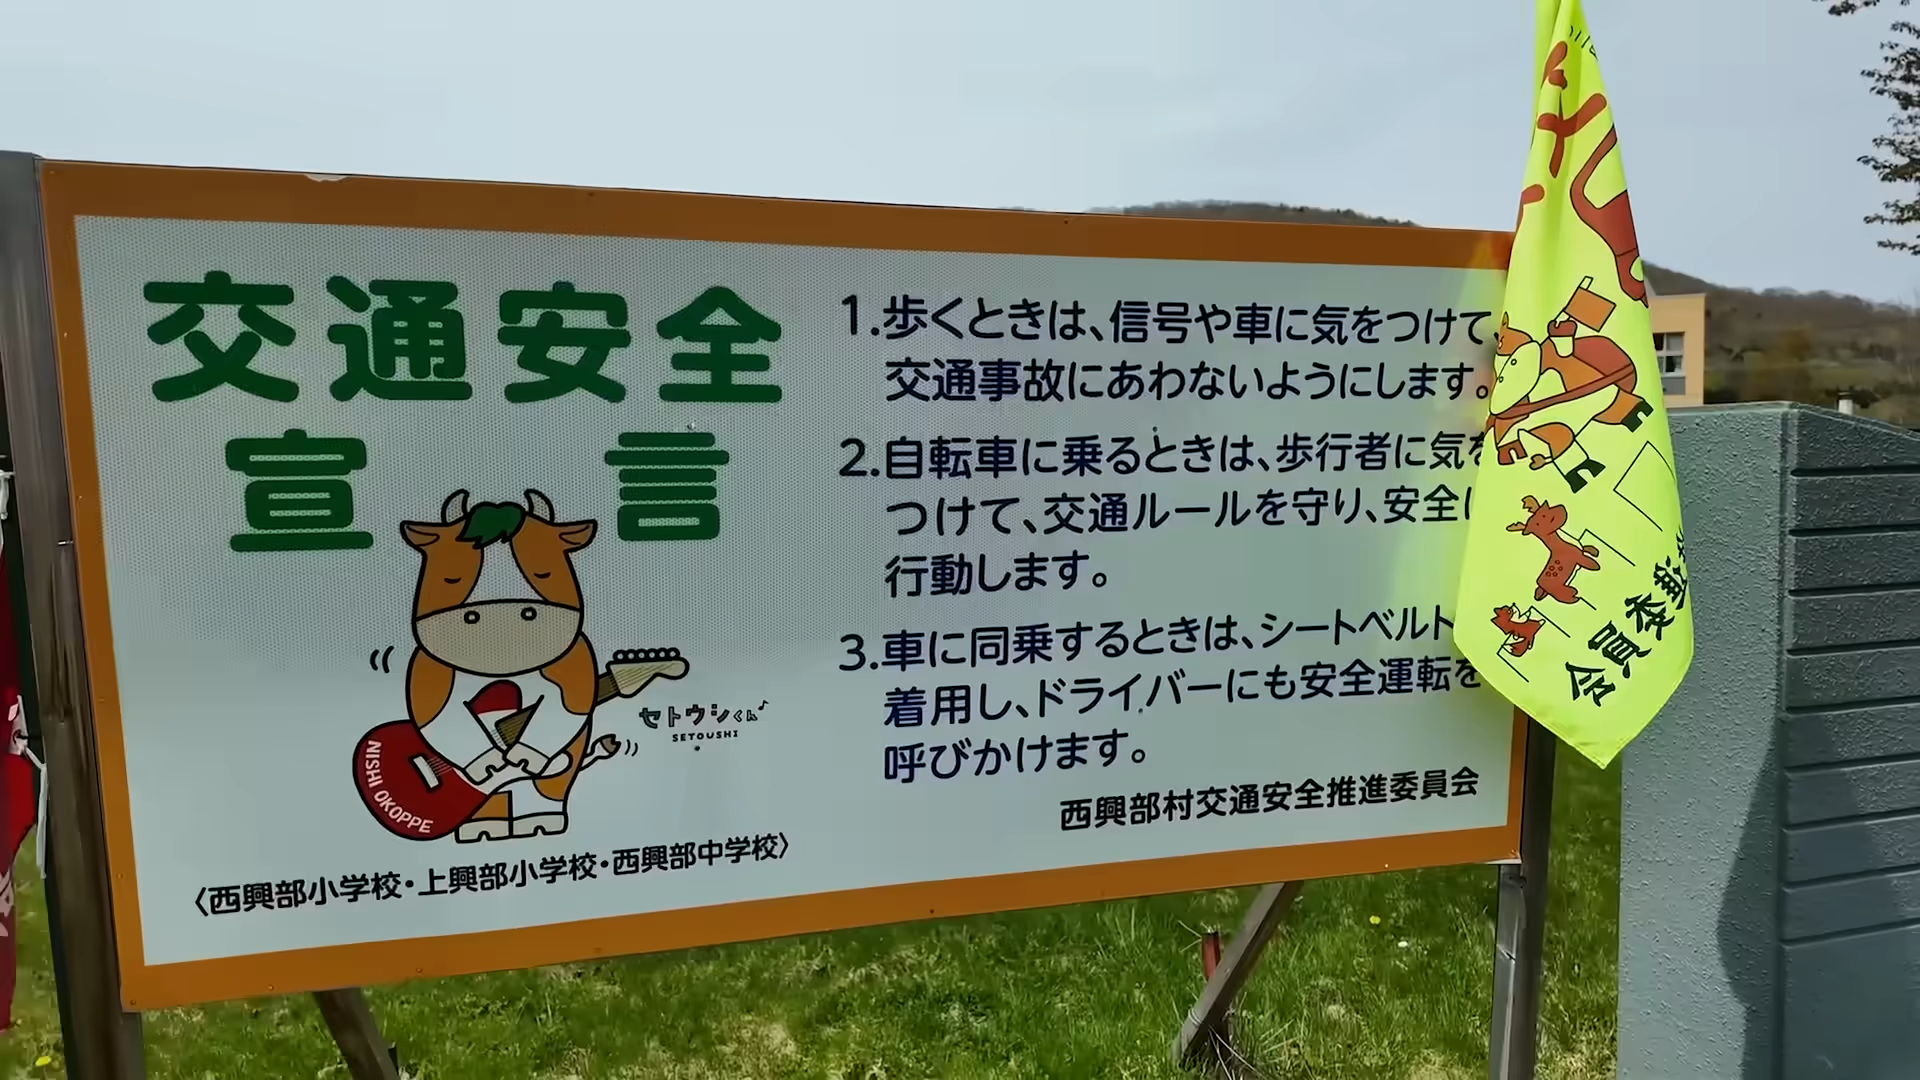 交通安全
宣言
1.歩くときは、信号や車に気をつけて、
交通事故にあわないようにします。
2.自転車に乗るときは、歩行者に気を
つけて、交通ルールを守り、安全に
行動します。
3.車に同乗するときは、シートベルト
着用し、ドライバーにも安全運転を
呼びかけます。
西興部村交通安全推進委員会
セトウシくん♪
SETOUSHI
NISHI OKOPPE
〈西興部小学校・上興部小学校・西興部中学校〉
委員会